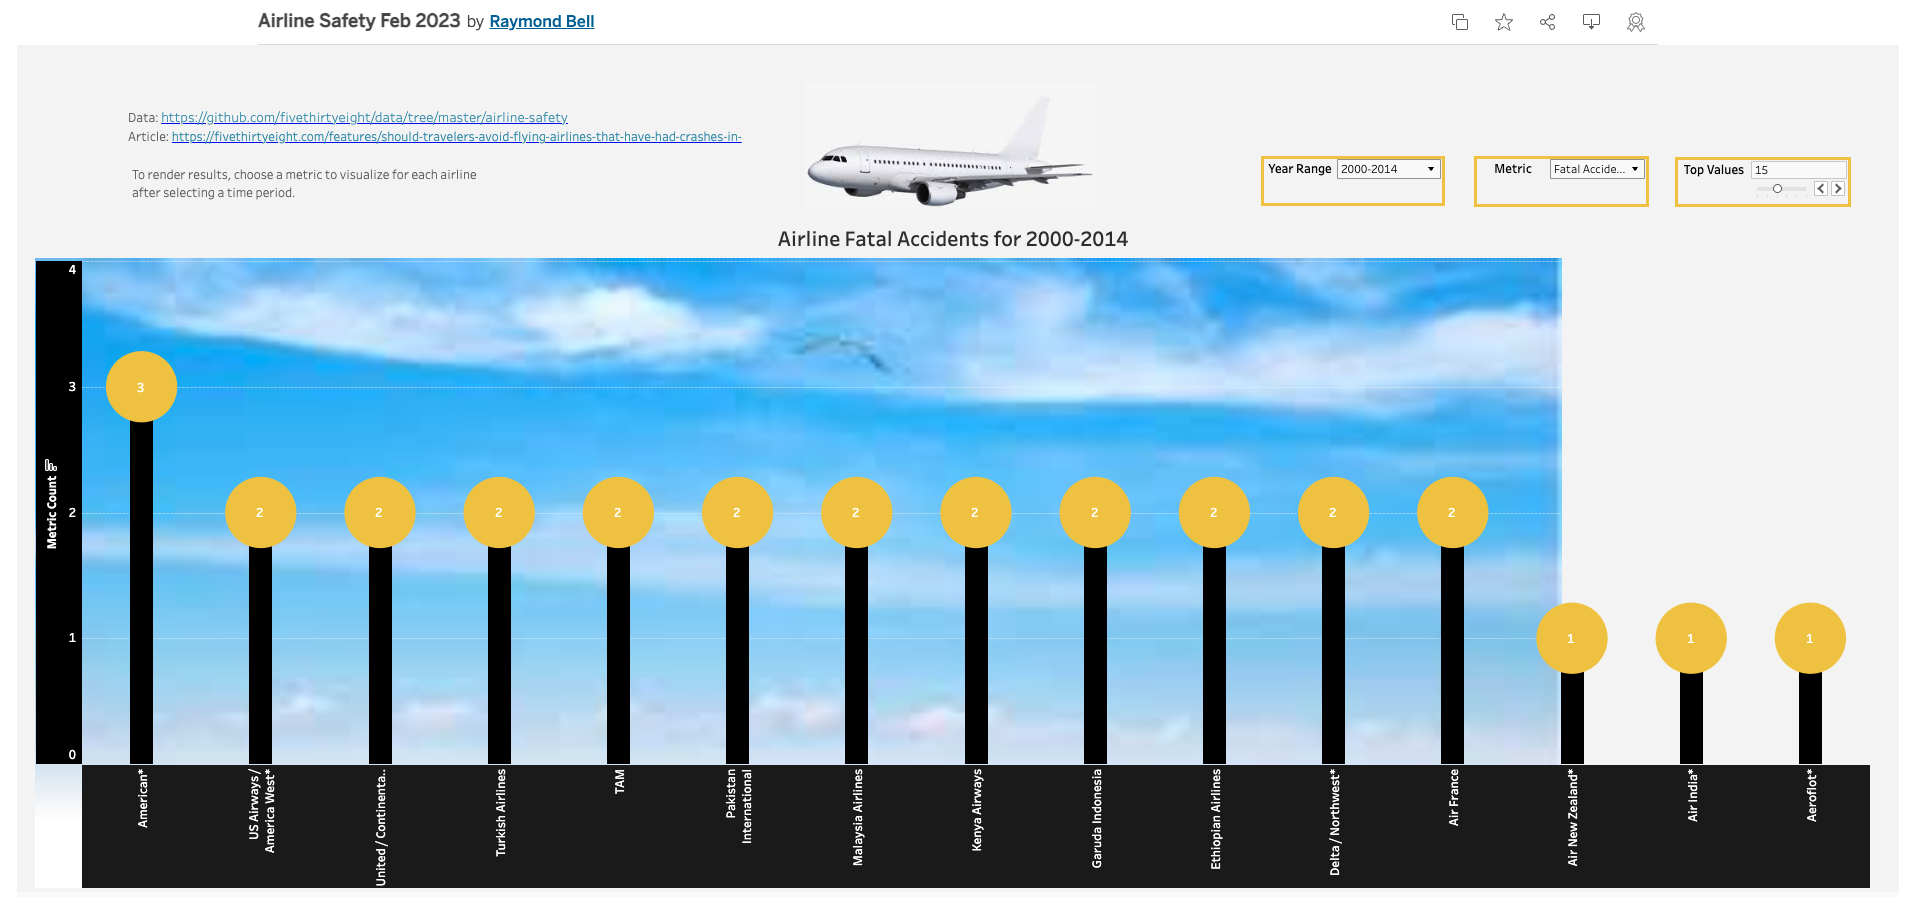 Airline Safety Feb 2023 by Raymond Bell
Data: https://github.com/fivethirtyeight/data/tree/master/airline-safety
Article: https://fivethirtyeight.com/features/should-travelers-avoid-flying-airlines-that-have-had-crashes-in-
To render results, choose a metric to visualize for each airline
after selecting a time period.
Year Range 2000-2014
Metric Fatal Accide...
Top Values 15
Airline Fatal Accidents for 2000-2014
Metric Count
4
3
2
1
0
3
2
2
2
2
2
2
2
2
2
2
2
1
1
1
American*
US Airways /
America West*
United / Continenta..
Turkish Airlines
TAM
Pakistan
International
Malaysia Airlines
Kenya Airways
Garuda Indonesia
Ethiopian Airlines
Delta / Northwest*
Air France
Air New Zealand*
Air India*
Aeroflot*